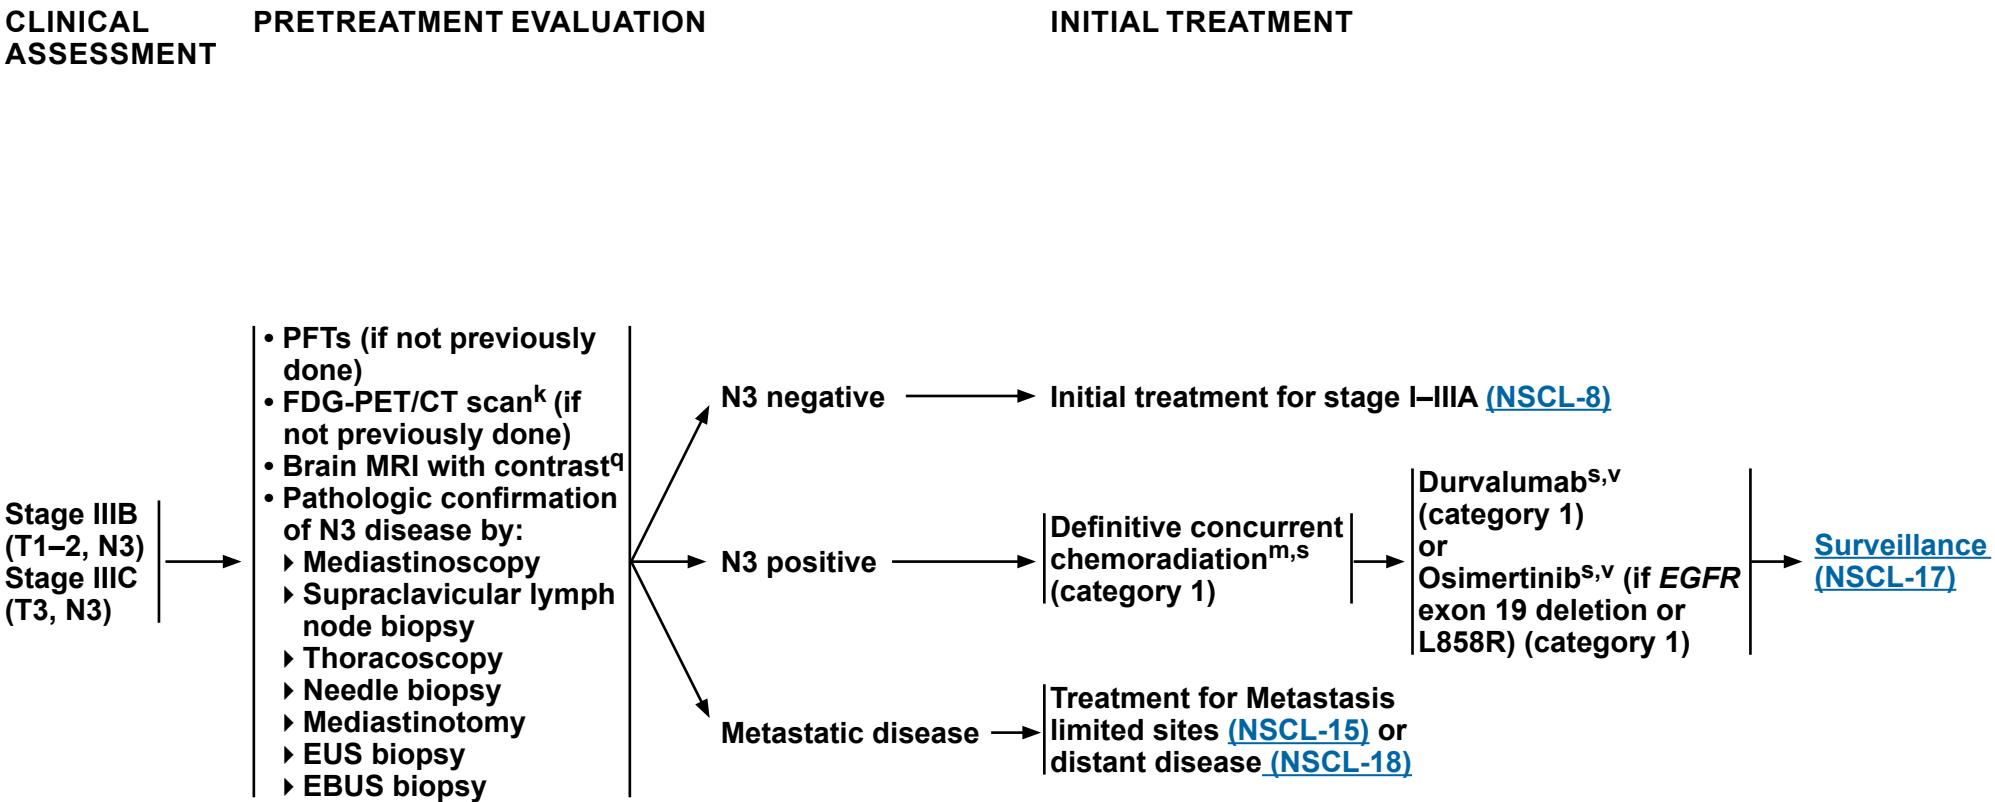 CLINICAL
ASSESSMENT
PRETREATMENT EVALUATION
INITIAL TREATMENT
Stage IIIB
(T1–2, N3)
Stage IIIC
(T3, N3)
• PFTs (if not previously
done)
• FDG-PET/CT scank (if
not previously done)
• Brain MRI with contrastq
• Pathologic confirmation
of N3 disease by:
▸ Mediastinoscopy
▸ Supraclavicular lymph
node biopsy
▸ Thoracoscopy
▸ Needle biopsy
▸ Mediastinotomy
▸ EUS biopsy
▸ EBUS biopsy
N3 negative
Initial treatment for stage I–IIIA (NSCL-8)
N3 positive
Definitive concurrent
chemoradiationm,s
(category 1)
Durvalumabs,v
(category 1)
or
Osimertinibs,v (if EGFR
exon 19 deletion or
L858R) (category 1)
Surveillance
(NSCL-17)
Metastatic disease
Treatment for Metastasis
limited sites (NSCL-15) or
distant disease (NSCL-18)